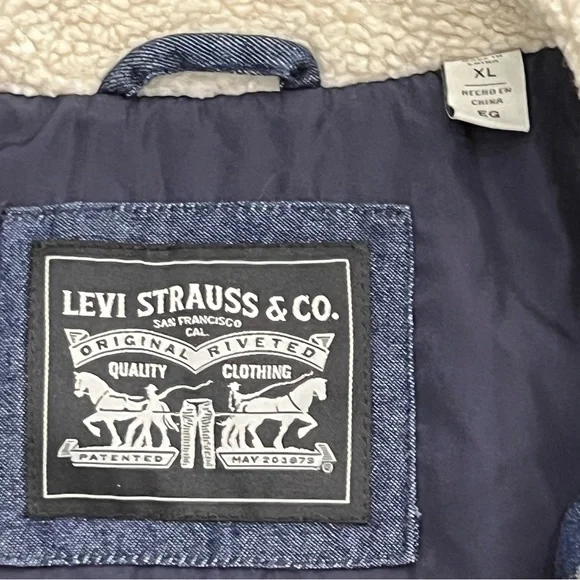 XL
HECHO EN
CHINA
EG
LEVI STRAUSS & CO.
SAN FRANCISCO
CAL.
ORIGINAL RIVETED
QUALITY CLOTHING
PATENTED MAY 20 1873